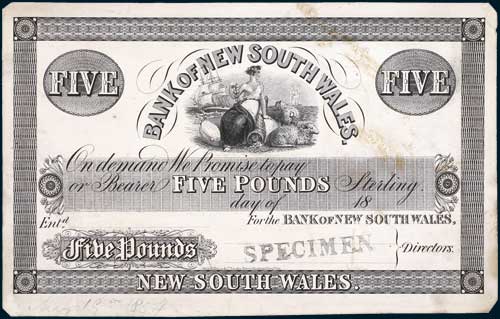 BANK OF NEW SOUTH WALES.
FIVE
FIVE
On demand We Promise to pay
or Bearer FIVE POUNDS Sterling.
day of 18
Entd. For the BANK OF NEW SOUTH WALES,
Five Pounds
SPECIMEN
Directors.
NEW SOUTH WALES.